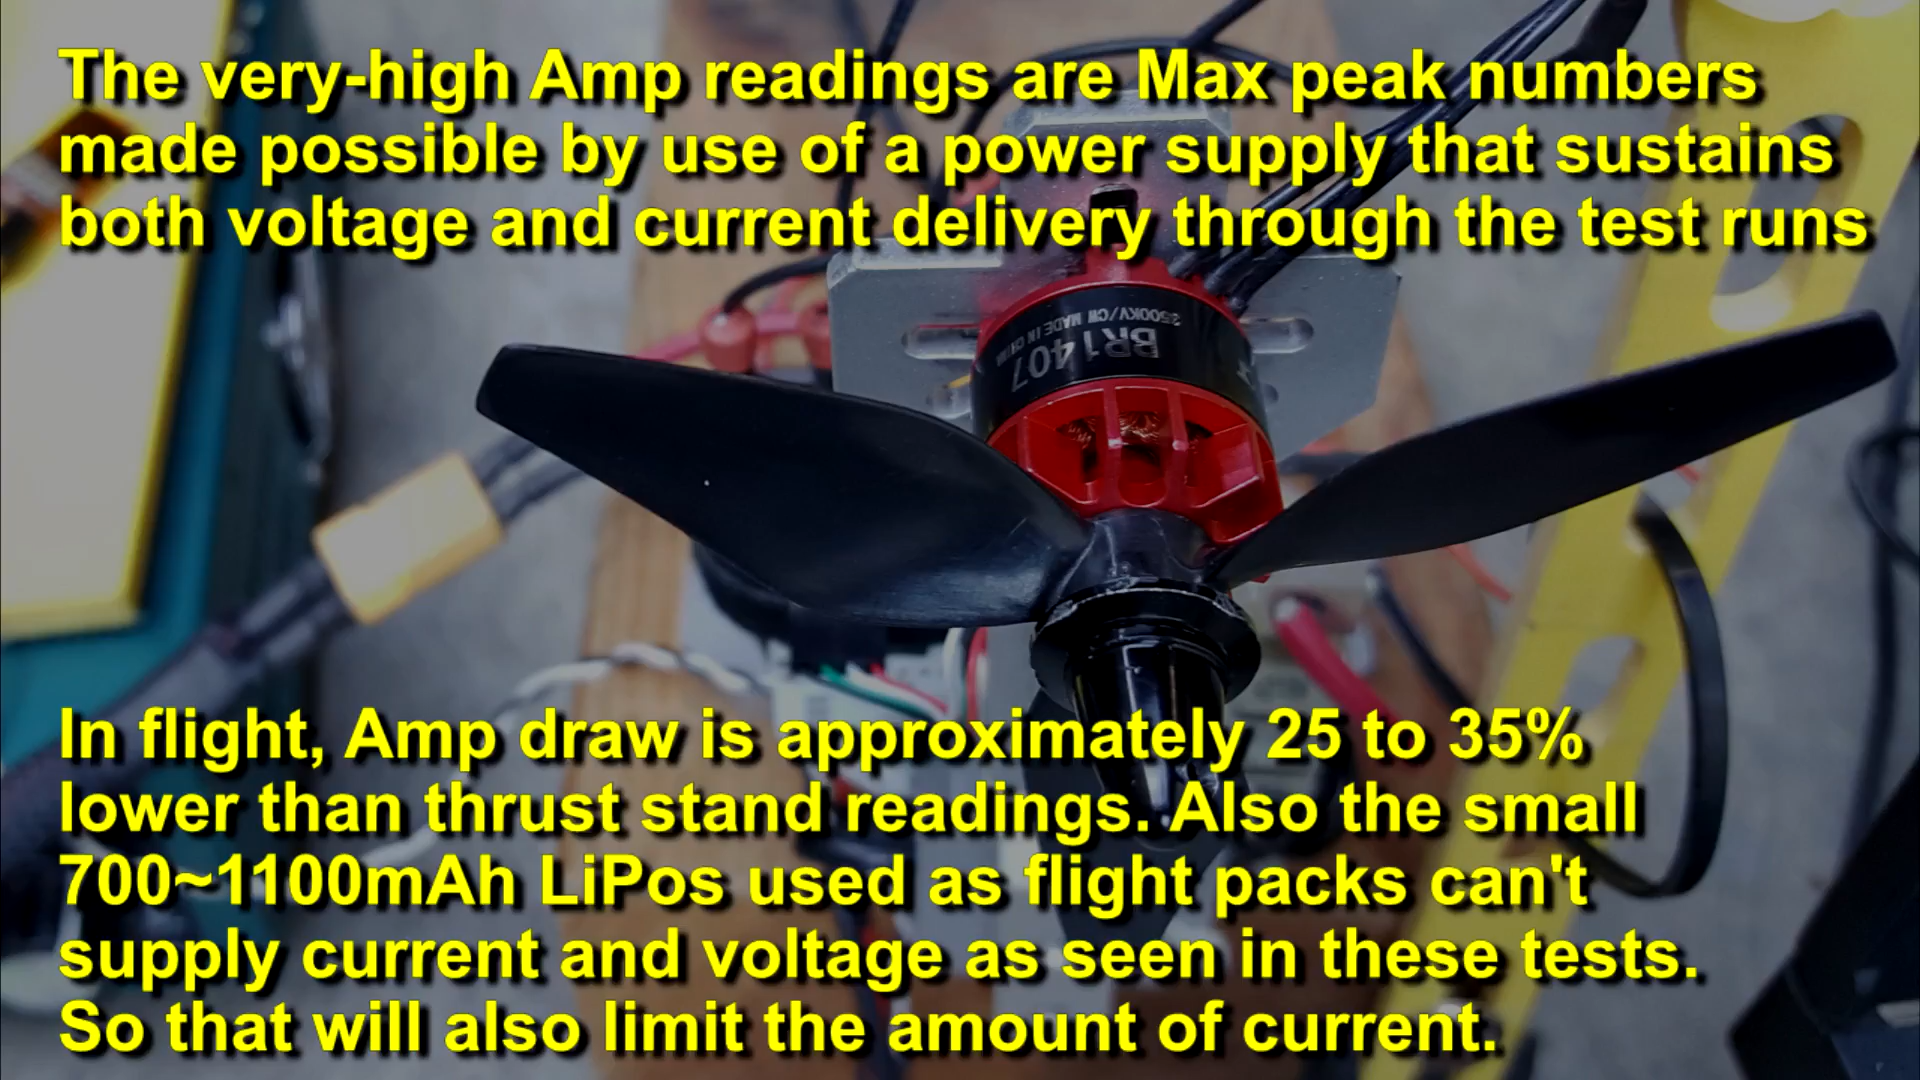 The very-high Amp readings are Max peak numbers
made possible by use of a power supply that sustains
both voltage and current delivery through the test runs
3500KV/CW MADE IN CHINA
BR1407
In flight, Amp draw is approximately 25 to 35%
lower than thrust stand readings. Also the small
700~1100mAh LiPos used as flight packs can't
supply current and voltage as seen in these tests.
So that will also limit the amount of current.